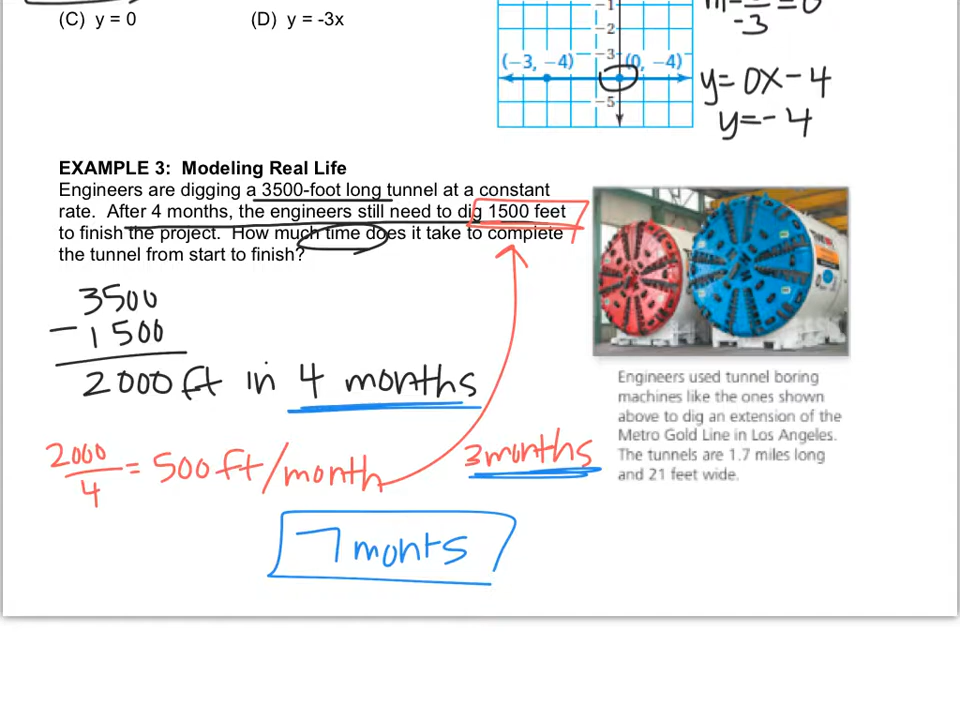 (C) y = 0
(D) y = -3x
-3
= 0
-1
-2
-3
(−3, −4)
(0, −4)
-5
y = 0x - 4
y = - 4
EXAMPLE 3: Modeling Real Life
Engineers are digging a 3500-foot long tunnel at a constant
rate. After 4 months, the engineers still need to dig 1500 feet
to finish the project. How much time does it take to complete
the tunnel from start to finish?
3500
- 1500
2000 ft in 4 months
2000/4 = 500 ft/month
3 months
7 monts
Engineers used tunnel boring
machines like the ones shown
above to dig an extension of the
Metro Gold Line in Los Angeles.
The tunnels are 1.7 miles long
and 21 feet wide.